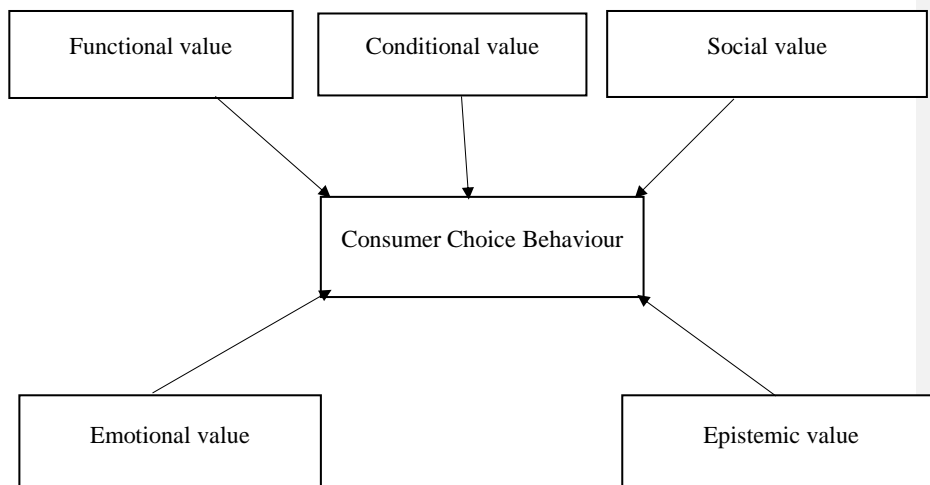 Functional value
Conditional value
Social value
Consumer Choice Behaviour
Emotional value
Epistemic value